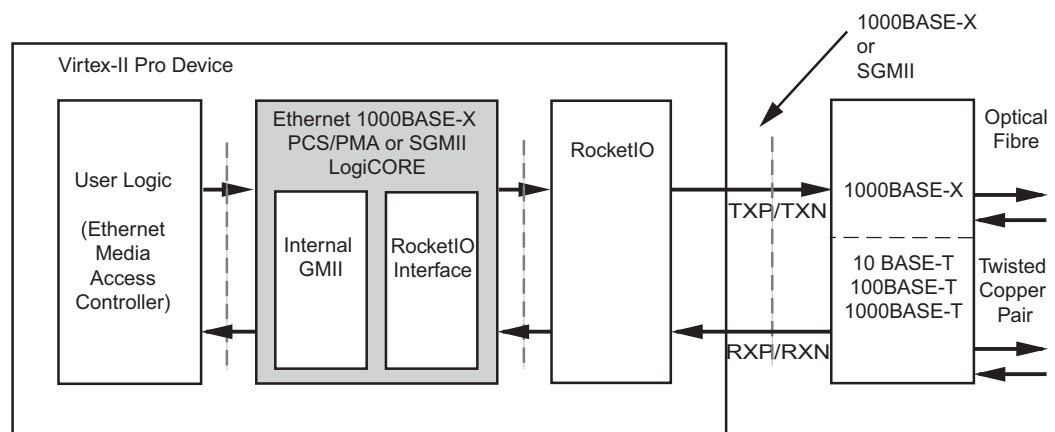 1000BASE-X
or
SGMII
Virtex-II Pro Device
User Logic
(Ethernet
Media
Access
Controller)
Ethernet 1000BASE-X
PCS/PMA or SGMII
LogiCORE
Internal
GMII
RocketIO
Interface
RocketIO
TXP/TXN
RXP/RXN
1000BASE-X
10 BASE-T
100BASE-T
1000BASE-T
Optical
Fibre
Twisted
Copper
Pair